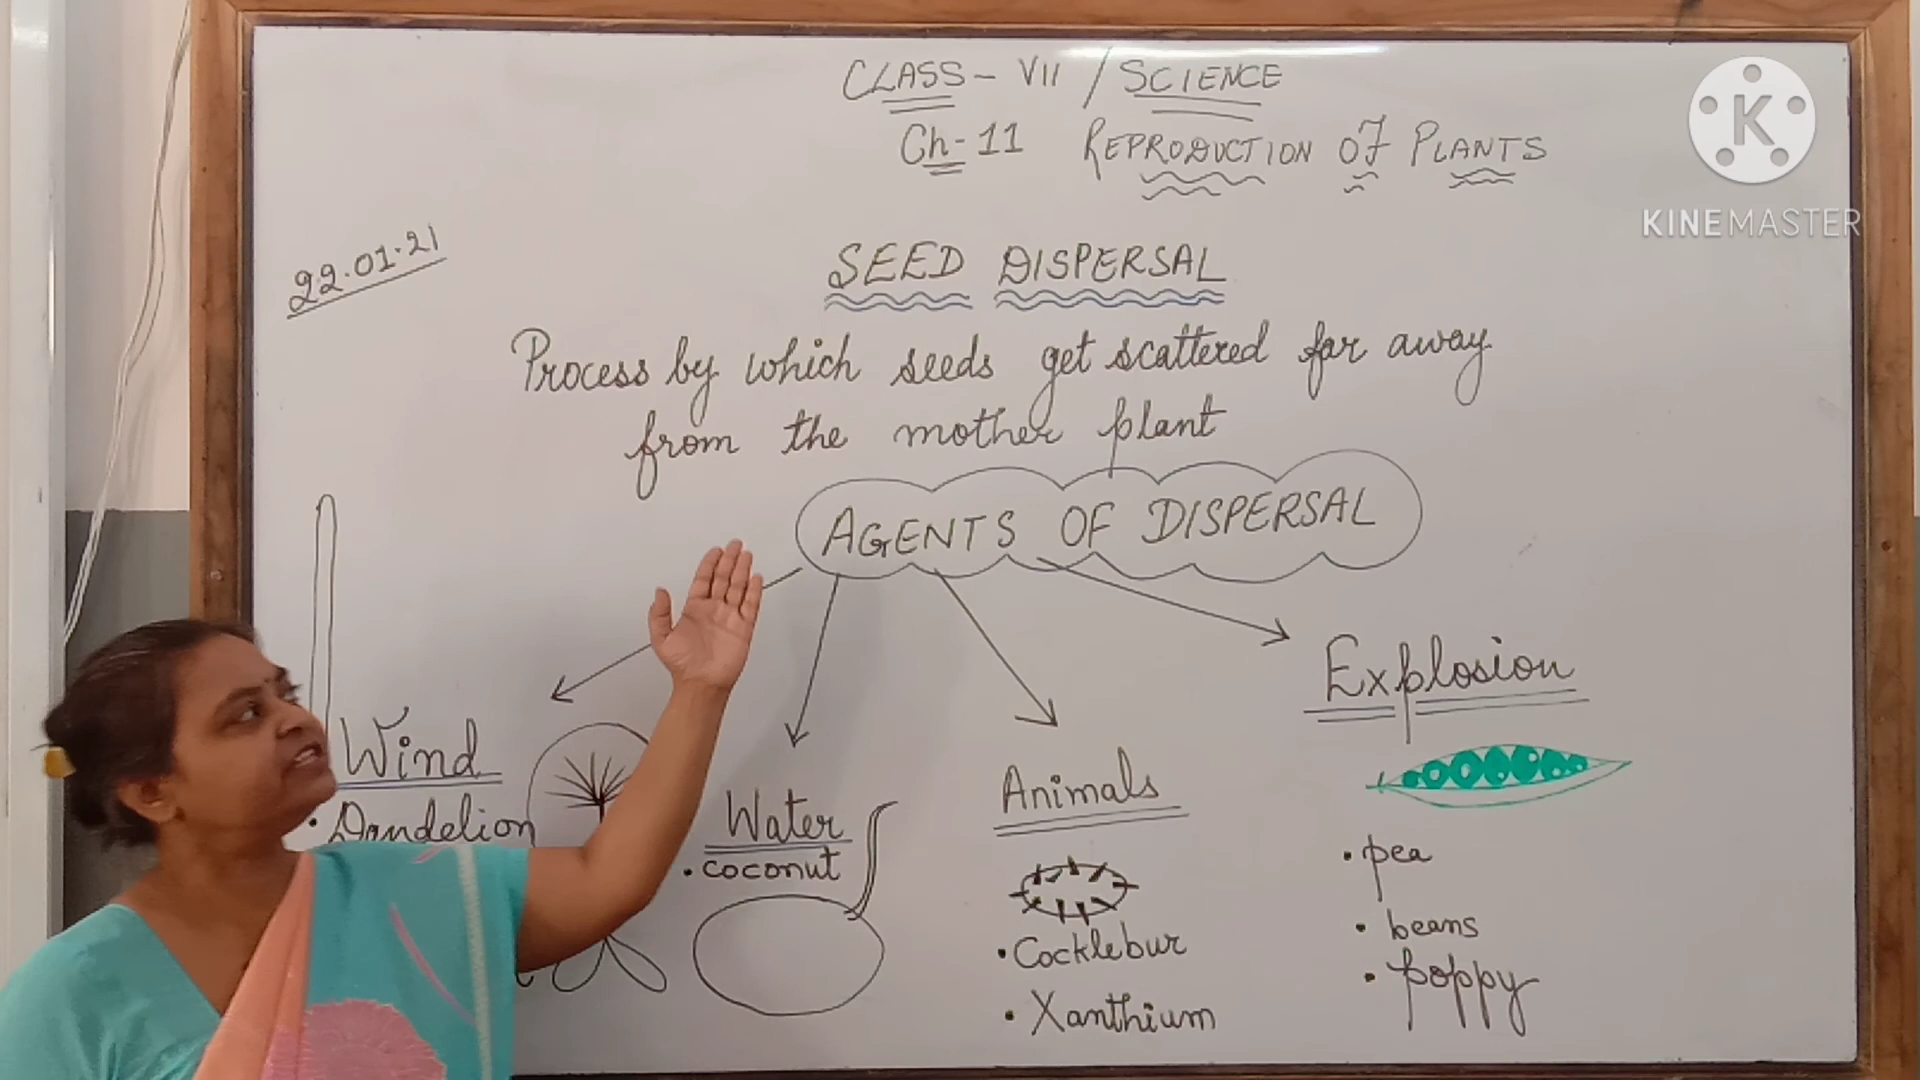 CLASS - VII / SCIENCE
Ch-11 REPRODUCTION OF PLANTS
K
KINEMASTER
22.01.21
SEED DISPERSAL
Process by which seeds get scattered far away
from the mother plant
AGENTS OF DISPERSAL
Wind
• Dandelion
Water
• coconut
Animals
• Cocklebur
• Xanthium
Explosion
• pea
• beans
• poppy